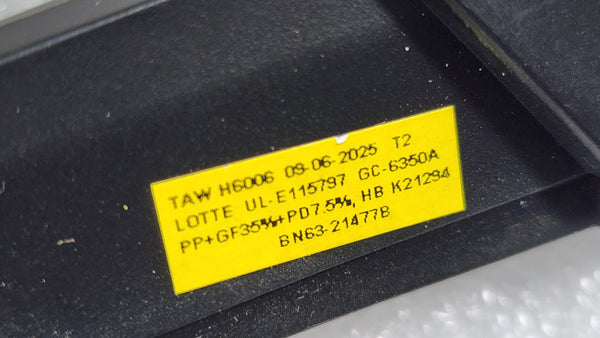 TAW H6006 09-06-2025 T2
LOTTE UL-E115797 GC-6350A
PP+GF35%+PD7.5%, HB K21294
BN63-21477B